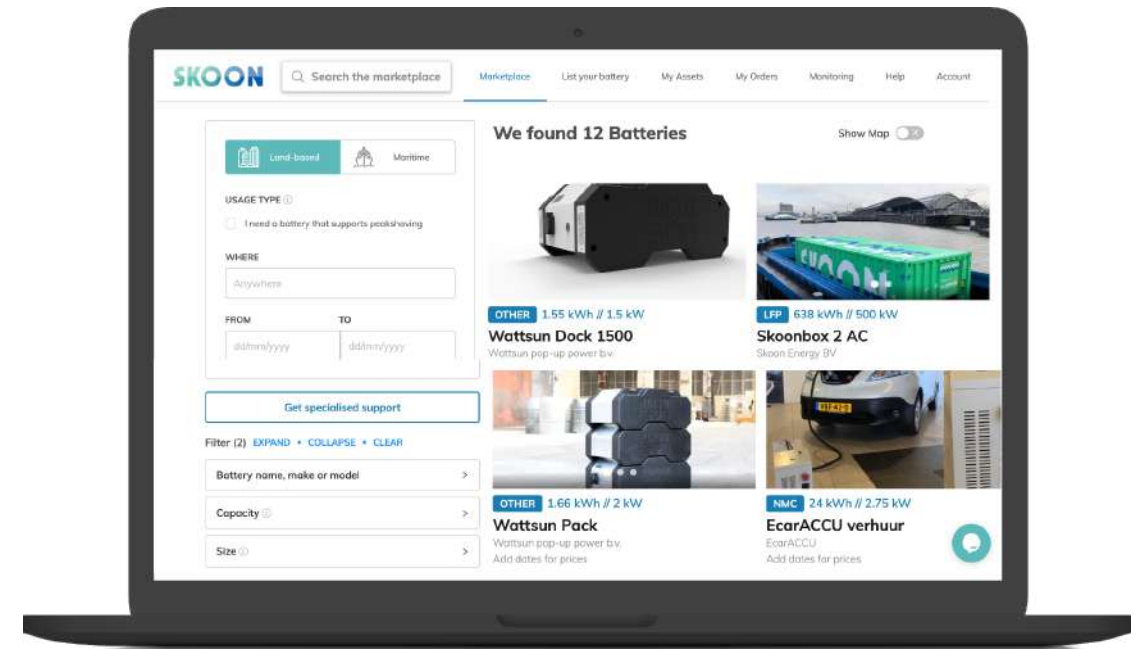 SKOON
Search the marketplace
Marketplace
List your battery
My Assets
My Orders
Monitoring
Help
Account
Land-based
Maritime
USAGE TYPE
I need a battery that supports peakshaving
WHERE
Anywhere
FROM
TO
dd/mm/yyyy
dd/mm/yyyy
Get specialised support
Filter (2) EXPAND • COLLAPSE • CLEAR
Battery name, make or model
Capacity
Size
We found 12 Batteries
Show Map
OTHER 1.55 kWh // 1.5 kW
Wattsun Dock 1500
Wattsun pop-up power b.v.
SKOON
LFP 638 kWh // 500 kW
Skoonbox 2 AC
Skoon Energy BV
OTHER 1.66 kWh // 2 kW
Wattsun Pack
Wattsun pop-up power b.v.
Add dates for prices
NMC 24 kWh // 2.75 kW
EcarACCU verhuur
EcarACCU
Add dates for prices